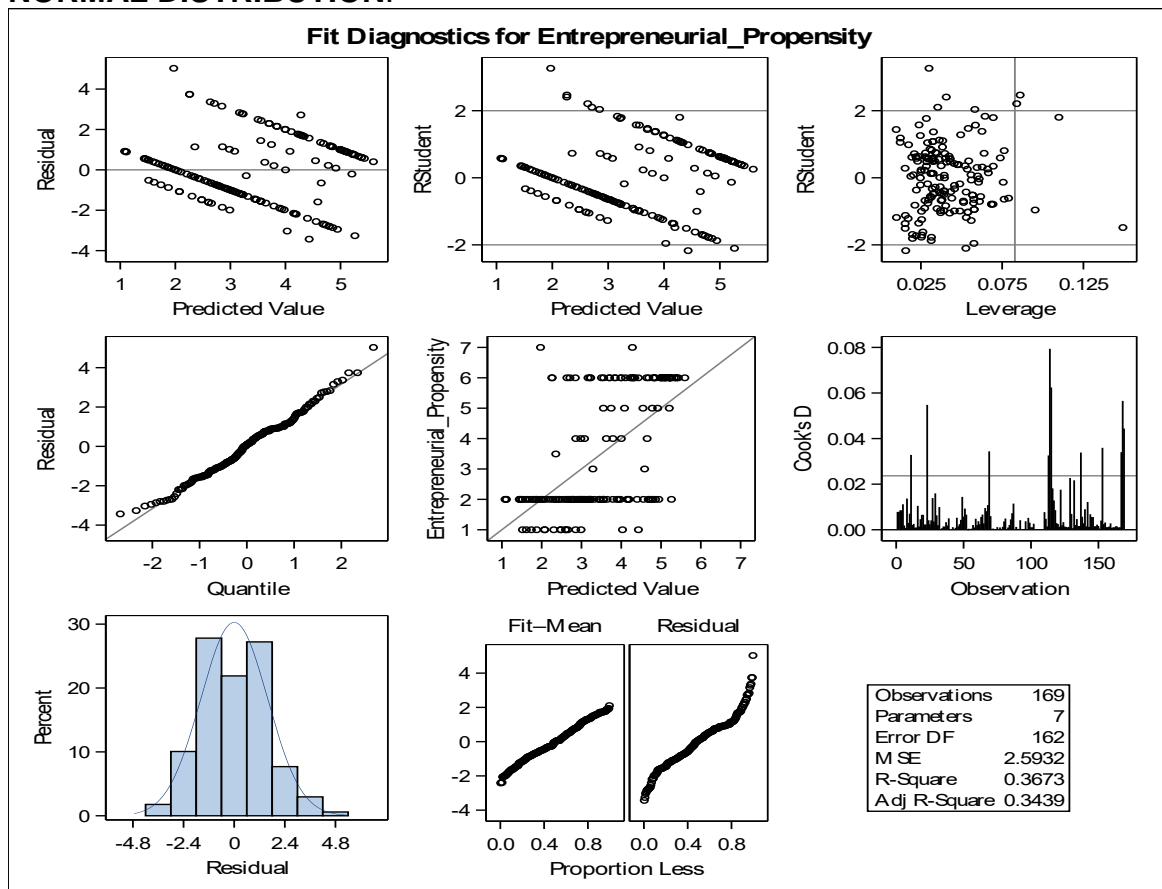 NORMAL DISTRIBUTION.
Fit Diagnostics for Entrepreneurial_Propensity
Residual
4
2
0
-2
-4
1 2 3 4 5
Predicted Value
RStudent
2
0
-2
1 2 3 4 5
Predicted Value
RStudent
2
0
-2
0.025 0.075 0.125
Leverage
Residual
4
2
0
-2
-4
-2 -1 0 1 2
Quantile
Entrepreneurial_Propensity
7
6
5
4
3
2
1
1 2 3 4 5 6 7
Predicted Value
Cook's D
0.08
0.06
0.04
0.02
0.00
0 50 100 150
Observation
Percent
30
20
10
0
-4.8 -2.4 0 2.4 4.8
Residual
Fit–Mean Residual
4
2
0
-2
-4
0.0 0.4 0.8 0.0 0.4 0.8
Proportion Less
Observations 169
Parameters 7
Error DF 162
MSE 2.5932
R-Square 0.3673
Adj R-Square 0.3439